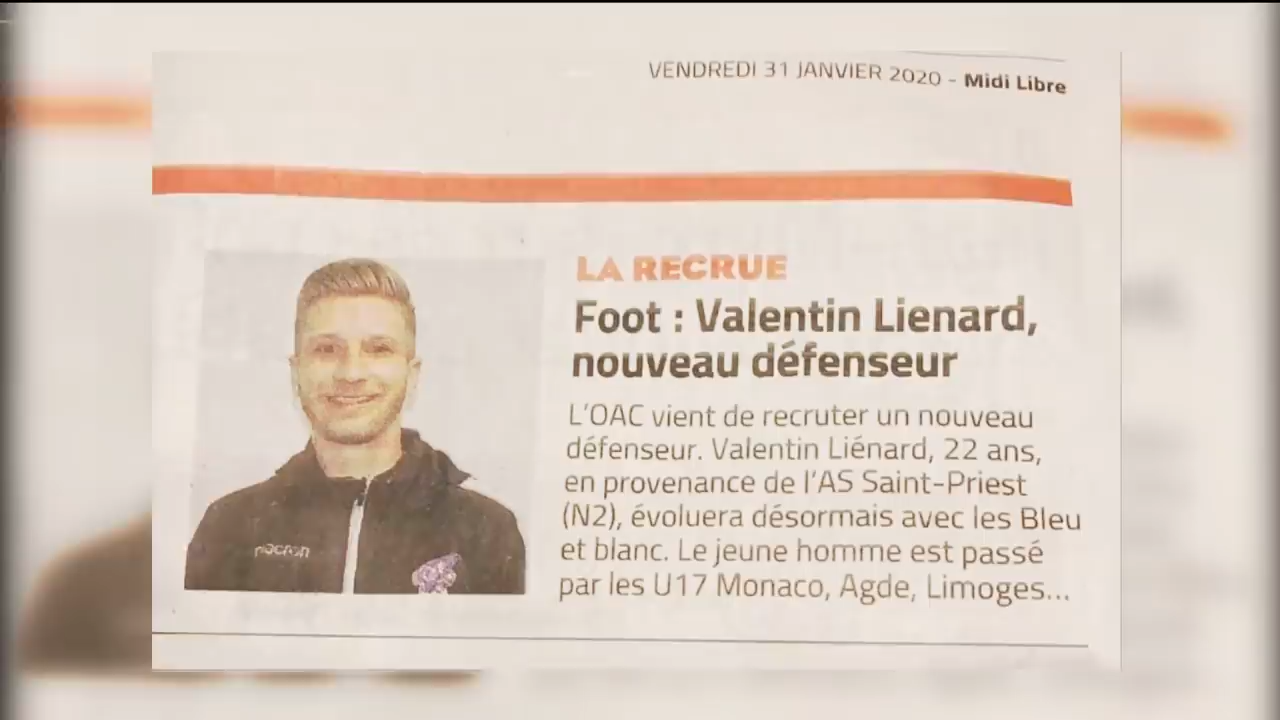 VENDREDI 31 JANVIER 2020 - Midi Libre
LA RECRUE
Foot : Valentin Lienard,
nouveau défenseur
L'OAC vient de recruter un nouveau
défenseur. Valentin Liénard, 22 ans,
en provenance de l'AS Saint-Priest
(N2), évoluera désormais avec les Bleu
et blanc. Le jeune homme est passé
par les U17 Monaco, Agde, Limoges...
macron